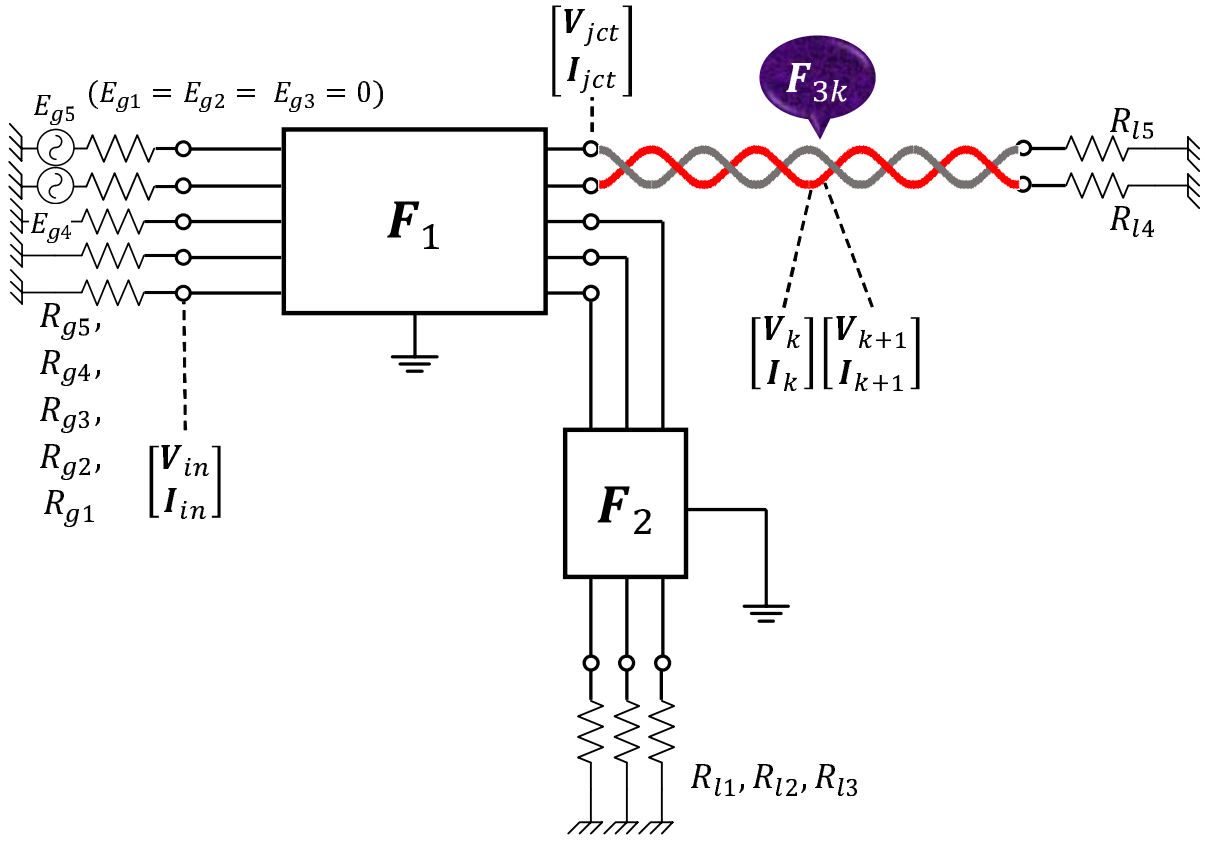 V_jct
I_jct
F_3k
(E_g1 = E_g2 = E_g3 = 0)
E_g5
R_l5
F_1
E_g4
R_l4
R_g5,
R_g4,
R_g3,
R_g2,
R_g1
V_k V_k+1
I_k I_k+1
V_in
I_in
F_2
R_l1, R_l2, R_l3